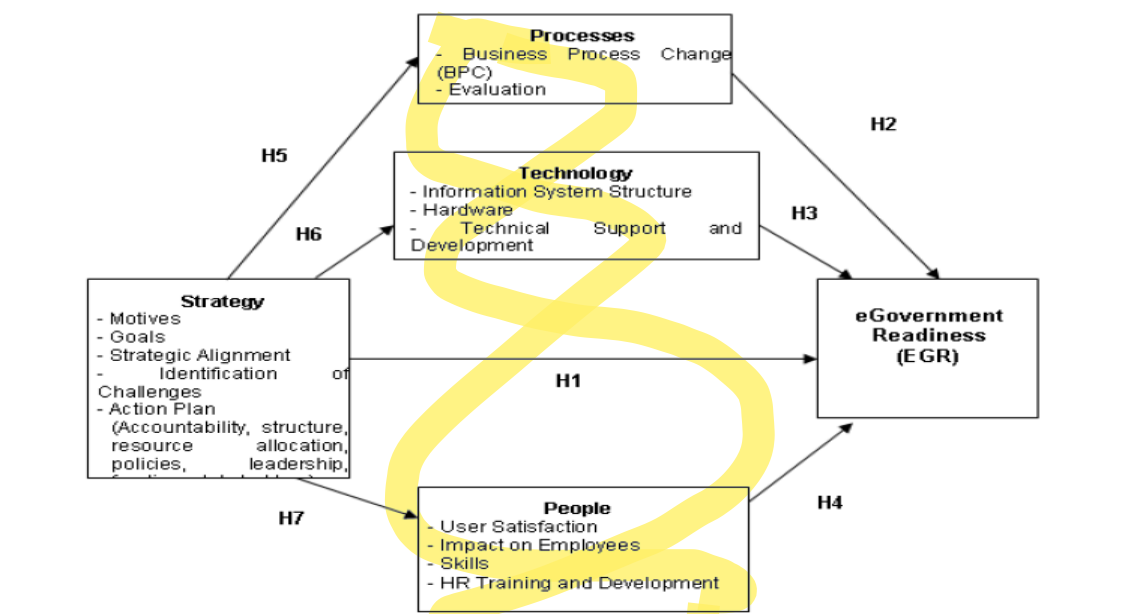 Processes
- Business Process Change
(BPC)
- Evaluation
H2
H5
Technology
- Information System Structure
- Hardware
- Technical Support and
Development
H3
H6
Strategy
- Motives
- Goals
- Strategic Alignment
- Identification of
Challenges
- Action Plan
(Accountability, structure,
resource allocation,
policies, leadership,
eGovernment
Readiness
(EGR)
H1
H7
People
- User Satisfaction
- Impact on Employees
- Skills
- HR Training and Development
H4